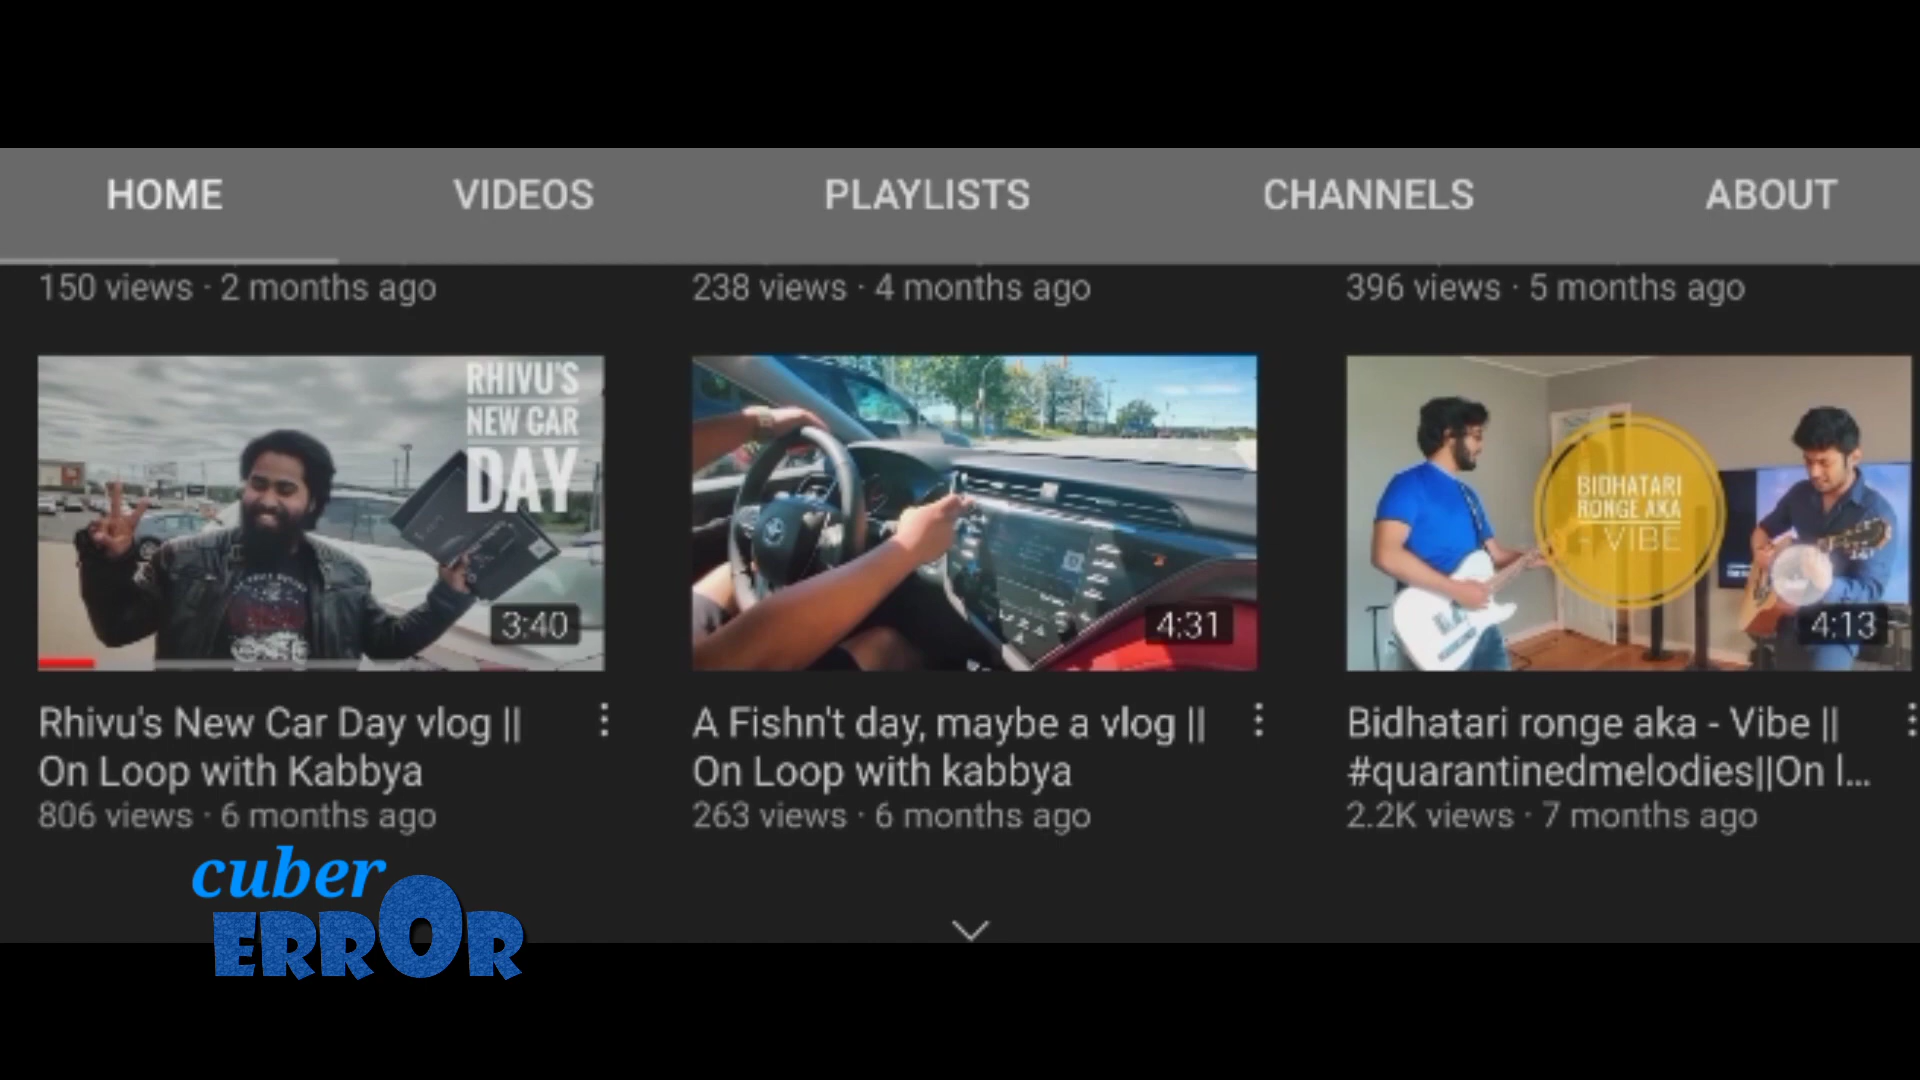 HOME VIDEOS PLAYLISTS CHANNELS ABOUT
150 views · 2 months ago
238 views · 4 months ago
396 views · 5 months ago
RHIVU'S
NEW CAR
DAY
3:40
4:31
BIDHATARI
RONGE AKA
- VIBE
4:13
Rhivu's New Car Day vlog ||
On Loop with Kabbya
806 views · 6 months ago
A Fishn't day, maybe a vlog ||
On Loop with kabbya
263 views · 6 months ago
Bidhatari ronge aka - Vibe ||
#quarantinedmelodies||On l...
2.2K views · 7 months ago
cuber
ERROR